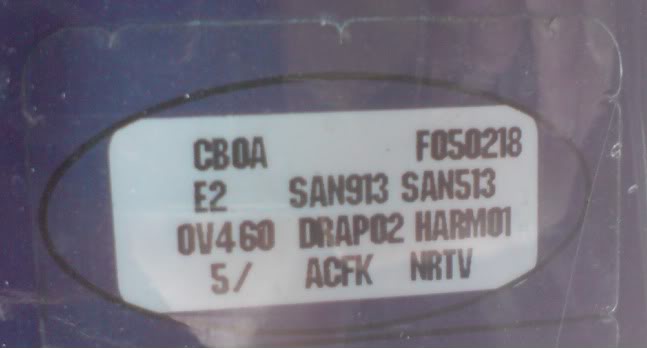 CB0A F050218
E2 SAN913 SAN513
0V460 DRAP02 HARM01
5/ ACFK NRTV